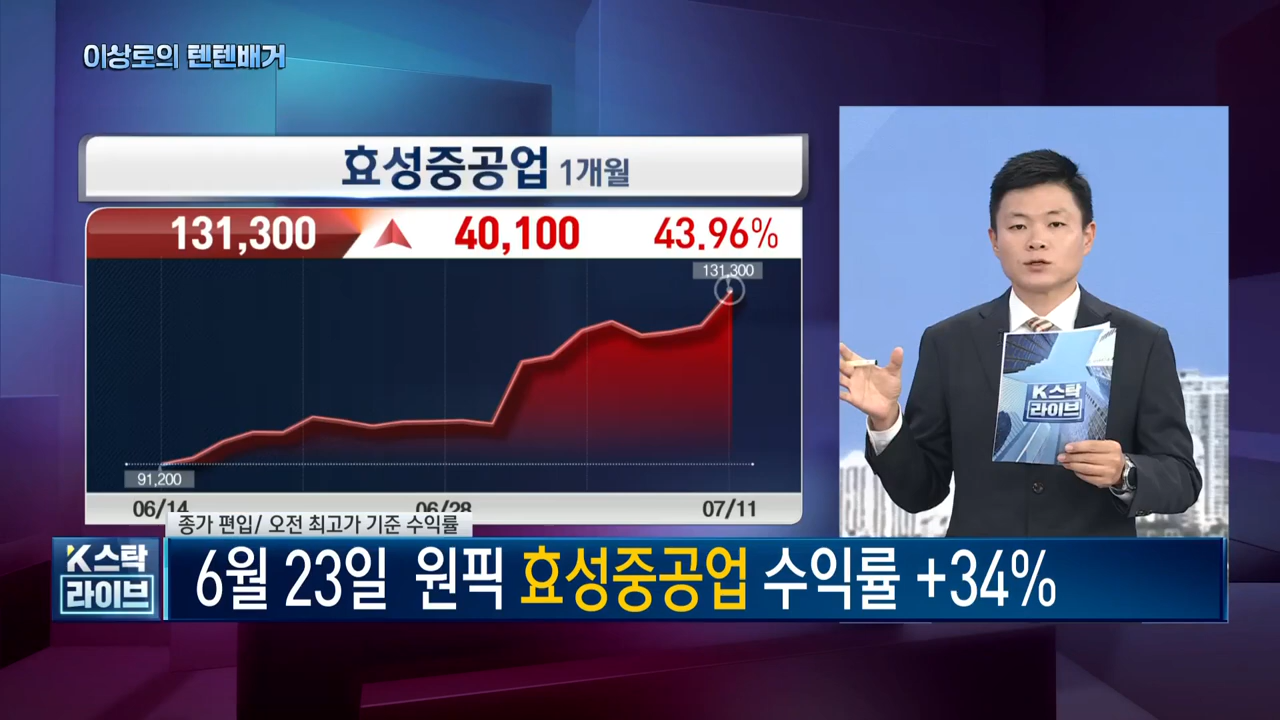 이상로의 텐텐배거
효성중공업 1개월
131,300 40,100 43.96%
131,300
91,200
06/14 06/28 07/11
종가 편입/ 오전 최고가 기준 수익률
K스탁
라이브
6월 23일 원픽 효성중공업 수익률 +34%
K스탁
라이브